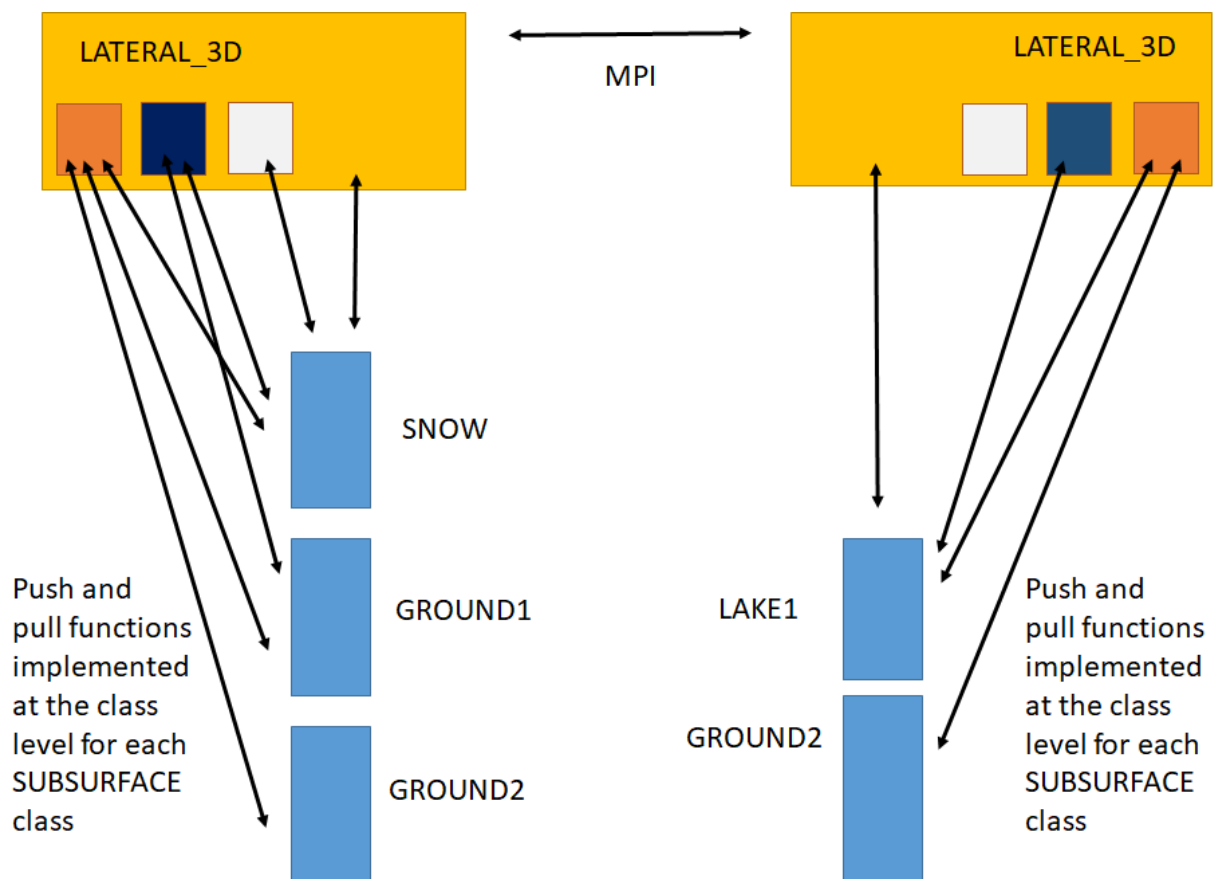 LATERAL_3D
MPI
LATERAL_3D
SNOW
GROUND1
GROUND2
Push and
pull functions
implemented
at the class
level for each
SUBSURFACE
class
LAKE1
GROUND2
Push and
pull functions
implemented
at the class
level for each
SUBSURFACE
class